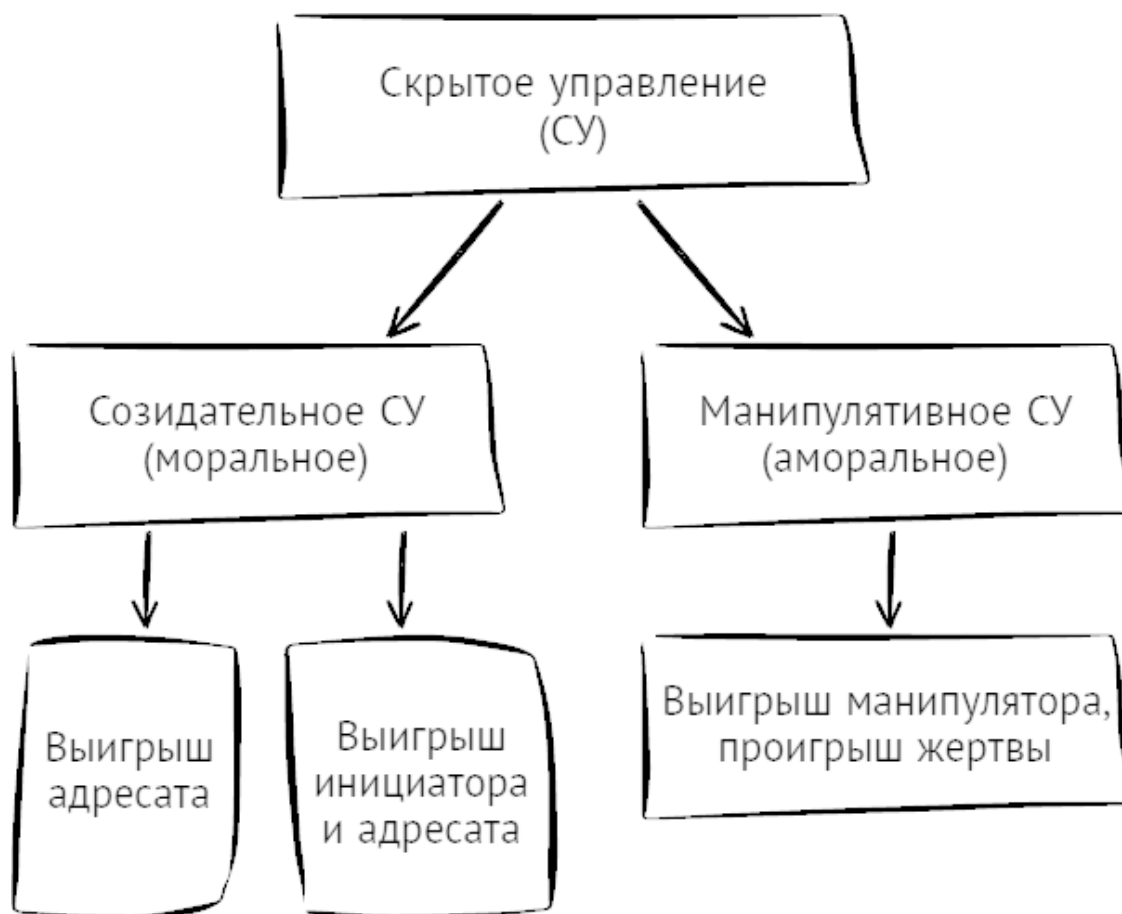 Скрытое управление
(СУ)
Созидательное СУ
(моральное)
Манипулятивное СУ
(аморальное)
Выигрыш
адресата
Выигрыш
инициатора
и адресата
Выигрыш манипулятора,
проигрыш жертвы